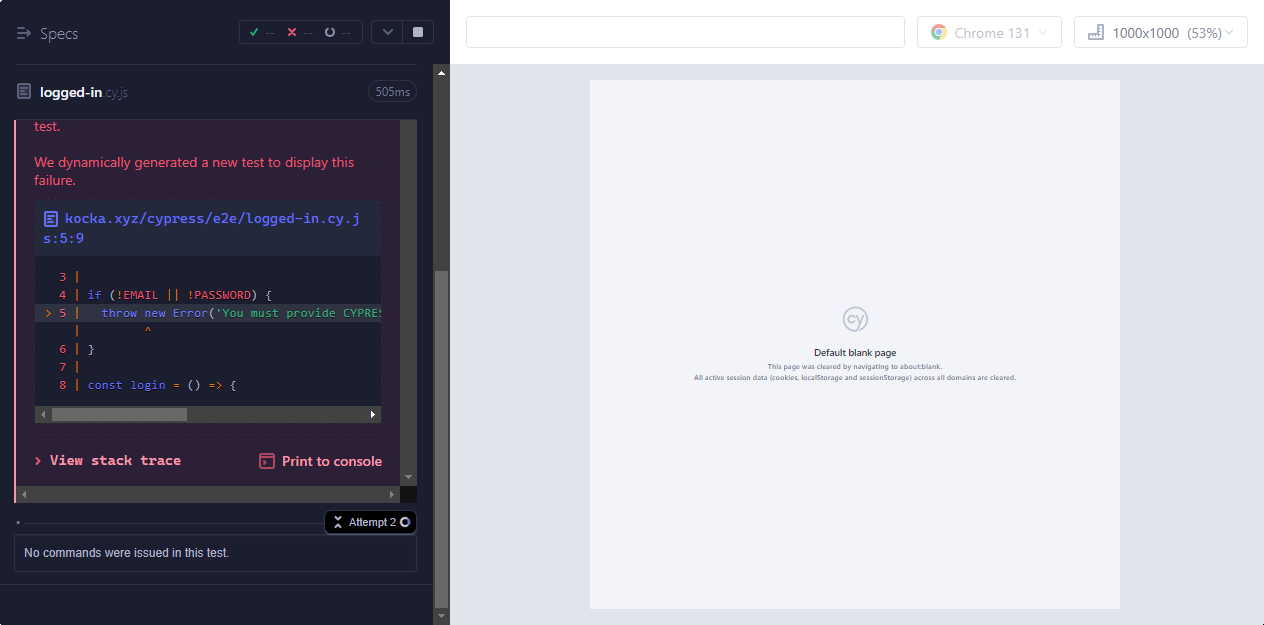 Specs
-- -- --
logged-in.cy.js
505ms
test.
We dynamically generated a new test to display this
failure.
kocka.xyz/cypress/e2e/logged-in.cy.j
s:5:9
3 |
4 | if (!EMAIL || !PASSWORD) {
> 5 | throw new Error('You must provide CYPRES
| ^
6 | }
7 |
8 | const login = () => {
> View stack trace
Print to console
Attempt 2
No commands were issued in this test.
Chrome 131
1000x1000 (53%)
cy
Default blank page
This page was cleared by navigating to about:blank.
All active session data (cookies, localStorage and sessionStorage) across all domains are cleared.